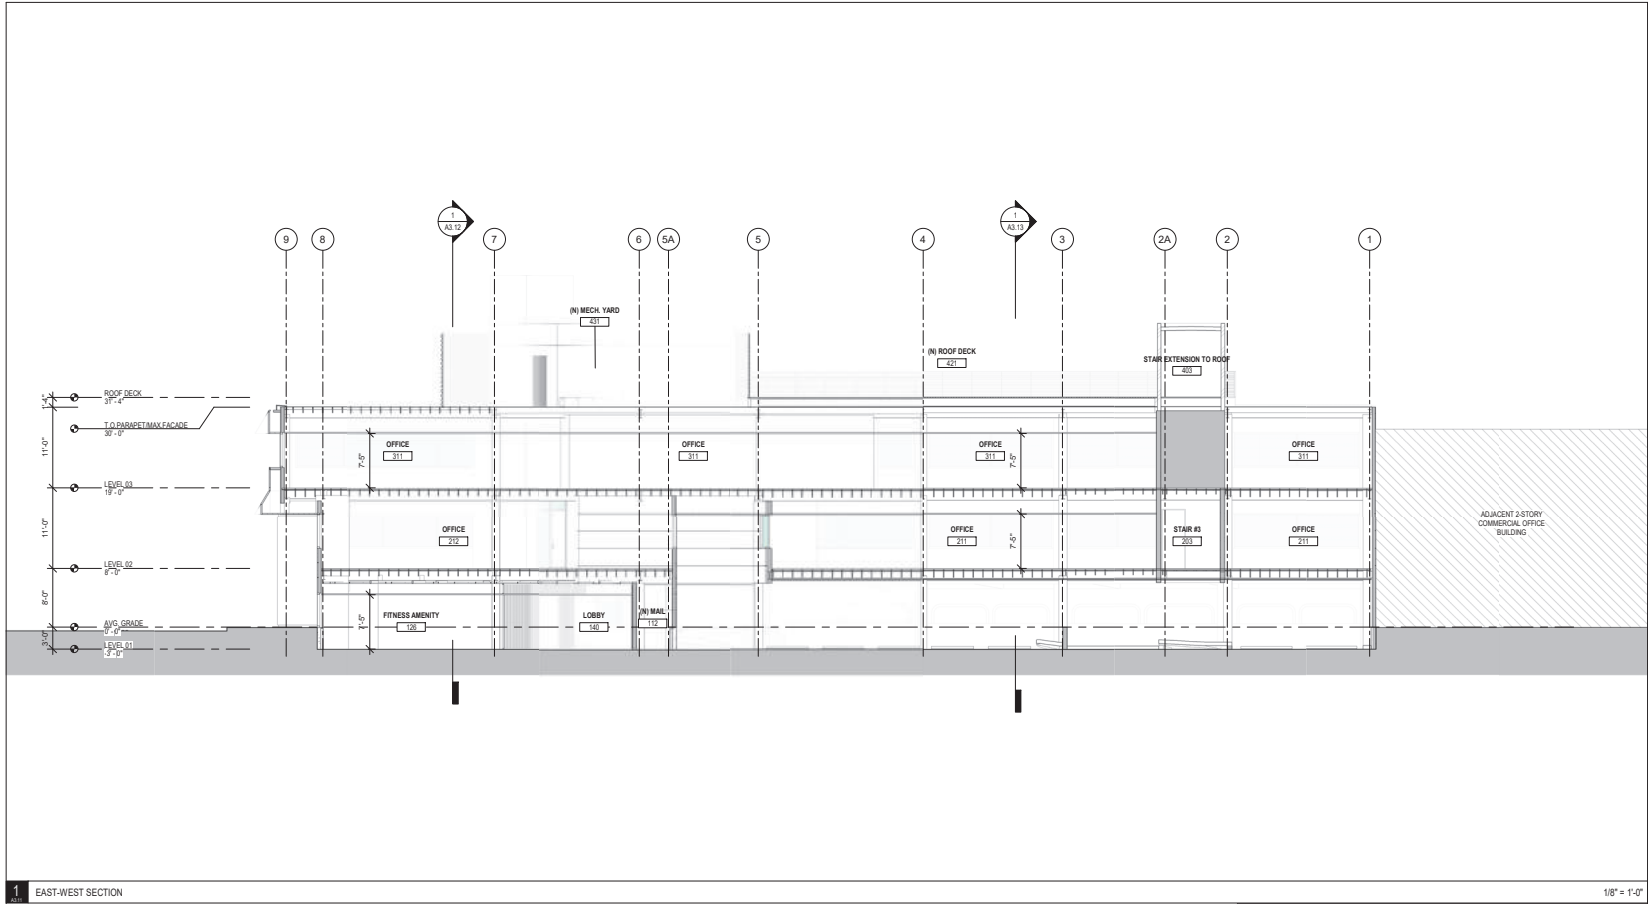 1
A3.12
1
A3.13
9
8
7
6
5A
5
4
3
2A
2
1
(N) MECH. YARD
431
(N) ROOF DECK
421
STAIR EXTENSION TO ROOF
403
ROOF DECK
31' - 4"
1'-4"
T.O.PARAPET/MAX.FACADE
30' - 0"
11'-0"
OFFICE
311
7'-5"
OFFICE
311
OFFICE
311
7'-5"
OFFICE
311
LEVEL 03
19' - 0"
11'-0"
OFFICE
212
OFFICE
211
7'-5"
STAIR #3
203
OFFICE
211
ADJACENT 2-STORY
COMMERCIAL OFFICE
BUILDING
LEVEL 02
8' - 0"
8'-0"
FITNESS AMENITY
126
7'-5"
LOBBY
140
(N) MAIL
112
AVG. GRADE
0' - 0"
3'-0"
LEVEL 01
-3' - 0"
1
A3.11
EAST-WEST SECTION
1/8" = 1'-0"